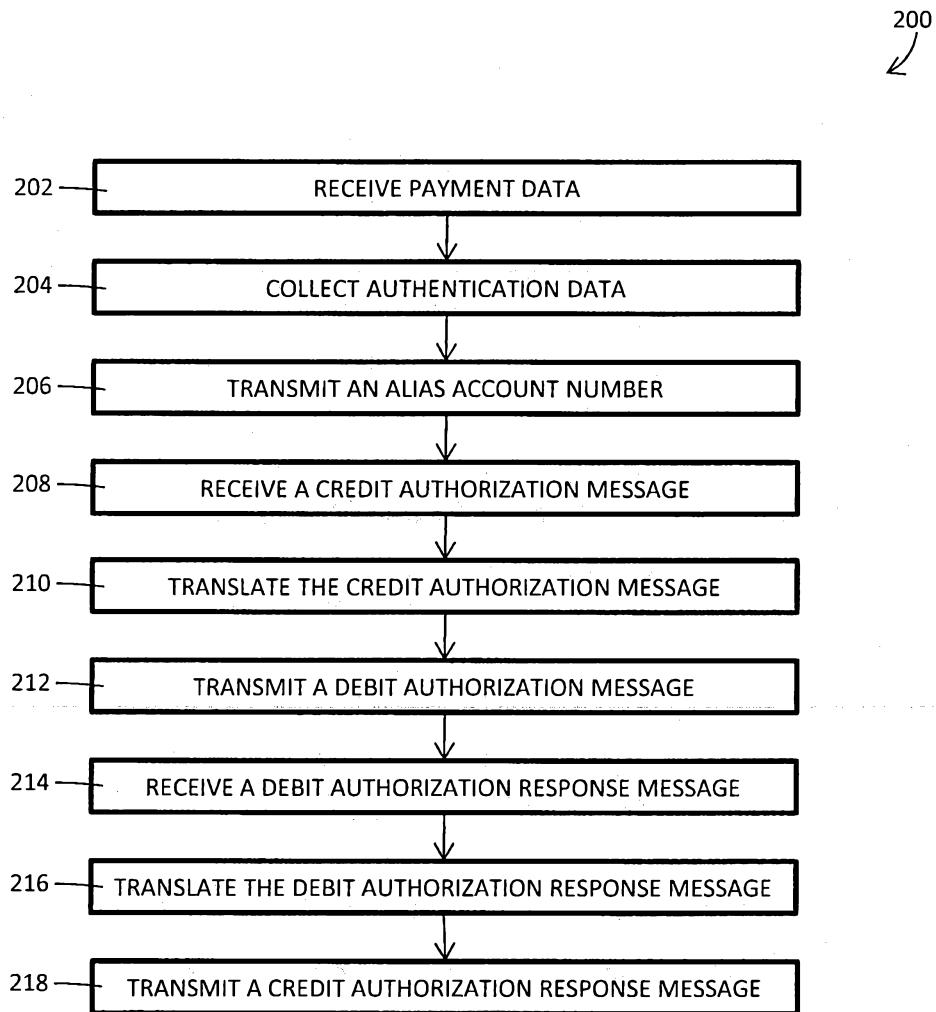 200
202 RECEIVE PAYMENT DATA
204 COLLECT AUTHENTICATION DATA
206 TRANSMIT AN ALIAS ACCOUNT NUMBER
208 RECEIVE A CREDIT AUTHORIZATION MESSAGE
210 TRANSLATE THE CREDIT AUTHORIZATION MESSAGE
212 TRANSMIT A DEBIT AUTHORIZATION MESSAGE
214 RECEIVE A DEBIT AUTHORIZATION RESPONSE MESSAGE
216 TRANSLATE THE DEBIT AUTHORIZATION RESPONSE MESSAGE
218 TRANSMIT A CREDIT AUTHORIZATION RESPONSE MESSAGE